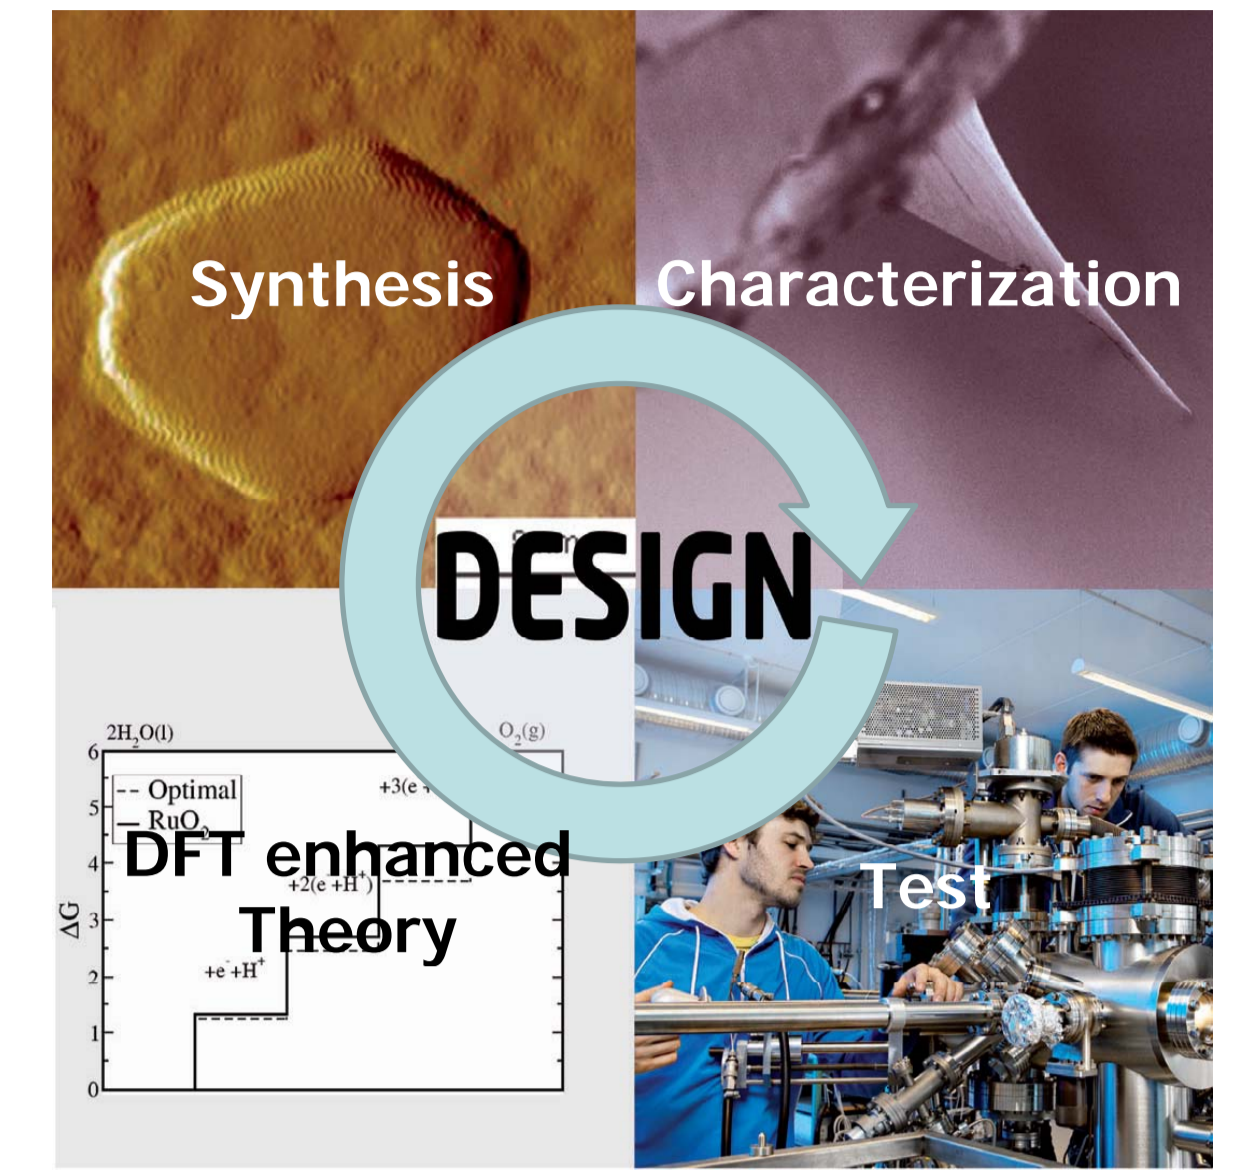 Synthesis
Characterization
DESIGN
2H₂O(l)
O₂(g)
6
5
4
3
2
1
0
ΔG
-- Optimal
— RuO₂
+3(e
DFT enhanced
+2(e⁻+H⁺)
Theory
+e⁻+H⁺
Test